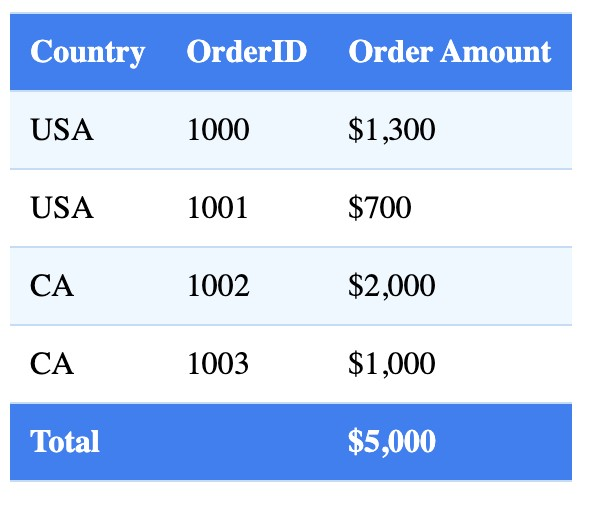 Country OrderID Order Amount
USA 1000 $1,300
USA 1001 $700
CA 1002 $2,000
CA 1003 $1,000
Total $5,000